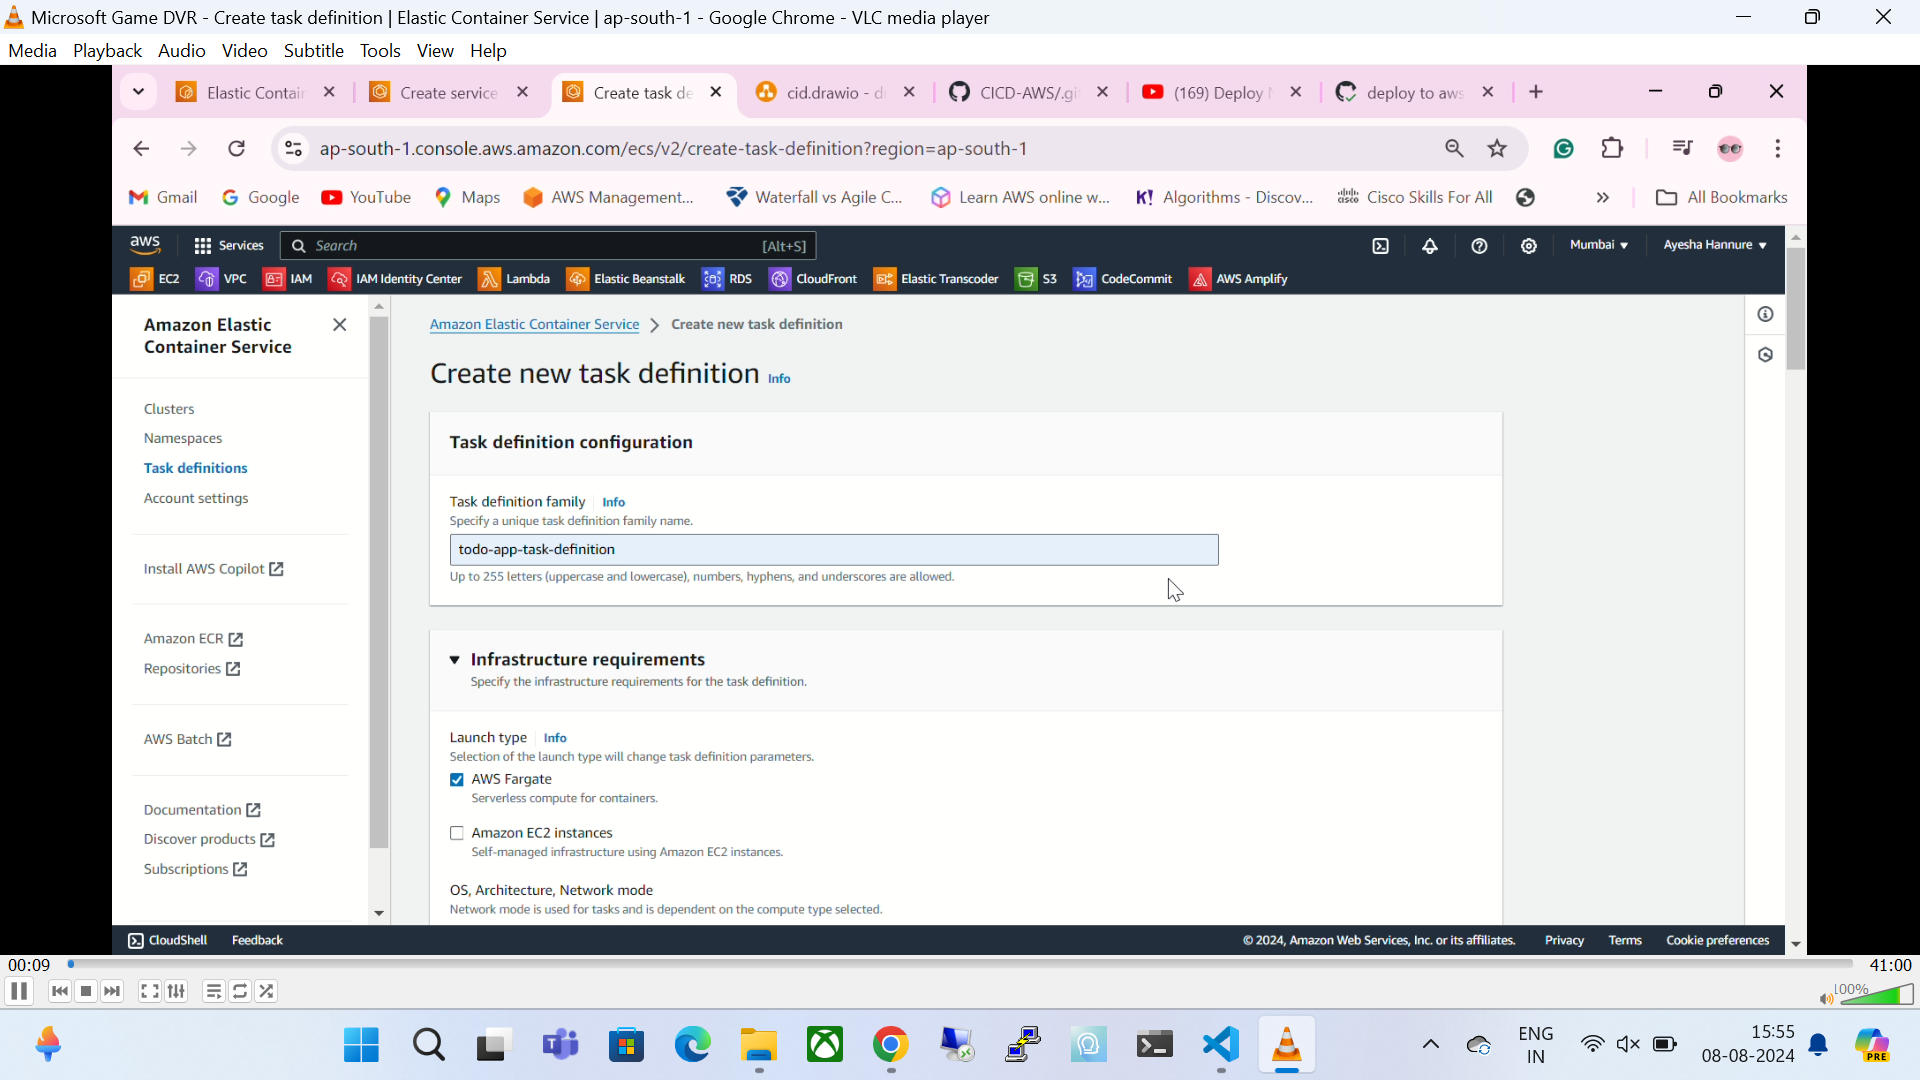 Microsoft Game DVR - Create task definition | Elastic Container Service | ap-south-1 - Google Chrome - VLC media player
Media Playback Audio Video Subtitle Tools View Help
Elastic Contain Create service Create task de cid.drawio - d CICD-AWS/.gi (169) Deploy deploy to aws
ap-south-1.console.aws.amazon.com/ecs/v2/create-task-definition?region=ap-south-1
Gmail Google YouTube Maps AWS Management... Waterfall vs Agile C... Learn AWS online w... K! Algorithms - Discov... Cisco Skills For All » All Bookmarks
aws Services Search [Alt+S] Mumbai Ayesha Hannure
EC2 VPC IAM IAM Identity Center Lambda Elastic Beanstalk RDS CloudFront Elastic Transcoder S3 CodeCommit AWS Amplify
Amazon Elastic
Container Service
Clusters
Namespaces
Task definitions
Account settings
Install AWS Copilot
Amazon ECR
Repositories
AWS Batch
Documentation
Discover products
Subscriptions
Amazon Elastic Container Service > Create new task definition
Create new task definition Info
Task definition configuration
Task definition family Info
Specify a unique task definition family name.
todo-app-task-definition
Up to 255 letters (uppercase and lowercase), numbers, hyphens, and underscores are allowed.
Infrastructure requirements
Specify the infrastructure requirements for the task definition.
Launch type Info
Selection of the launch type will change task definition parameters.
AWS Fargate
Serverless compute for containers.
Amazon EC2 instances
Self-managed infrastructure using Amazon EC2 instances.
OS, Architecture, Network mode
Network mode is used for tasks and is dependent on the compute type selected.
CloudShell Feedback © 2024, Amazon Web Services, Inc. or its affiliates. Privacy Terms Cookie preferences
00:09 41:00
100%
ENG
IN
15:55
08-08-2024
PRE